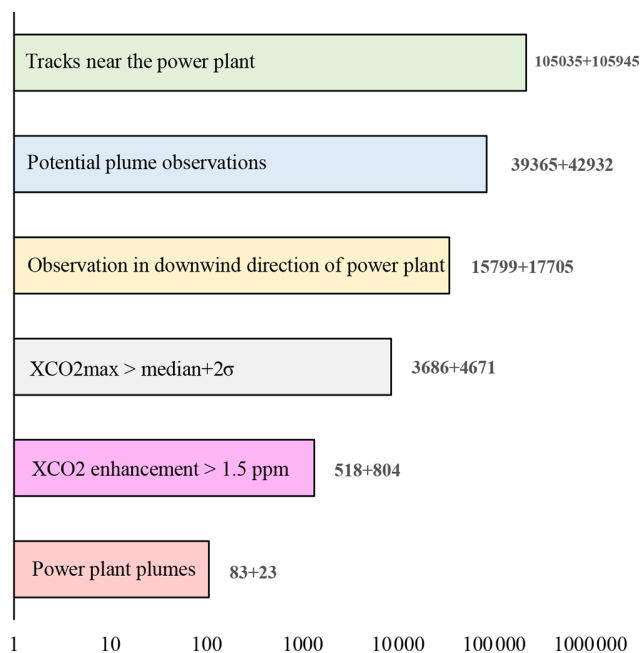 Tracks near the power plant 105035+105945
Potential plume observations 39365+42932
Observation in downwind direction of power plant 15799+17705
XCO2max > median+2σ 3686+4671
XCO2 enhancement > 1.5 ppm 518+804
Power plant plumes 83+23
1 10 100 1000 10000 100000 1000000